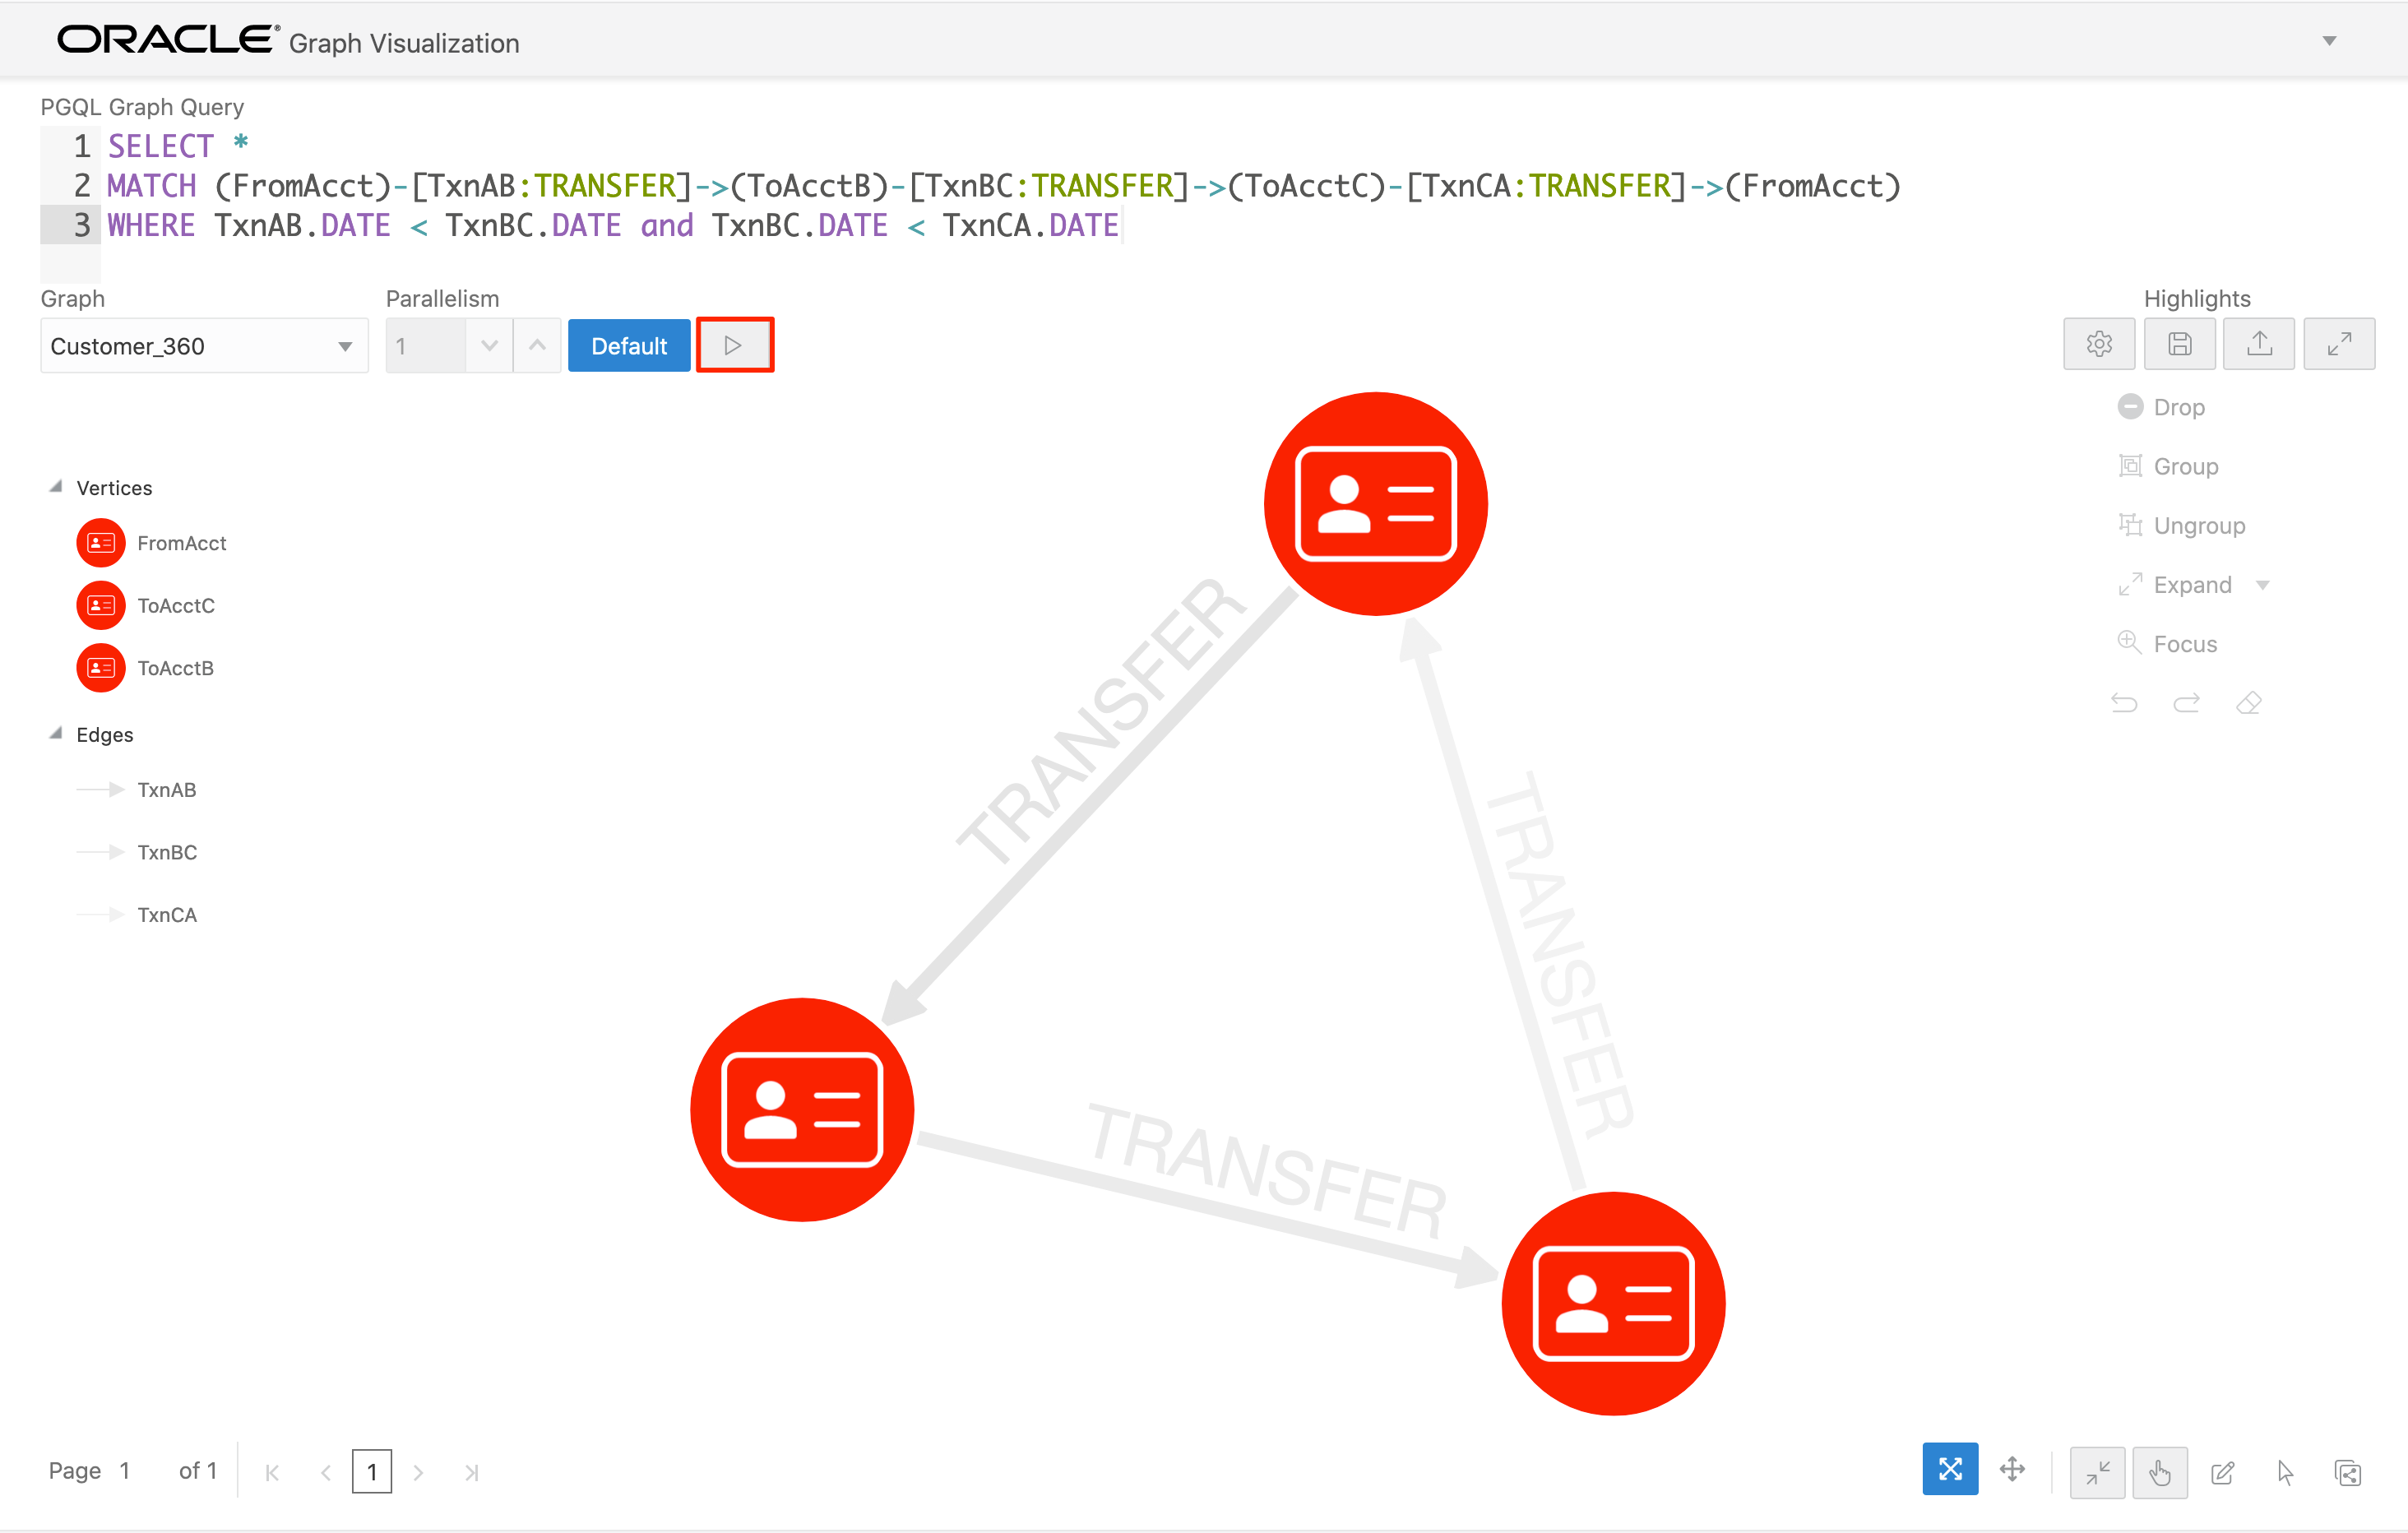 ORACLE® Graph Visualization
PGQL Graph Query
1 SELECT *
2 MATCH (FromAcct)-[TxnAB:TRANSFER]->(ToAcctB)-[TxnBC:TRANSFER]->(ToAcctC)-[TxnCA:TRANSFER]->(FromAcct)
3 WHERE TxnAB.DATE < TxnBC.DATE and TxnBC.DATE < TxnCA.DATE
Graph
Parallelism
Highlights
Customer_360
1
Default
Drop
Group
Ungroup
Expand
Focus
Vertices
FromAcct
ToAcctC
ToAcctB
Edges
TxnAB
TxnBC
TxnCA
TRANSFER
TRANSFER
TRANSFER
Page 1 of 1
1